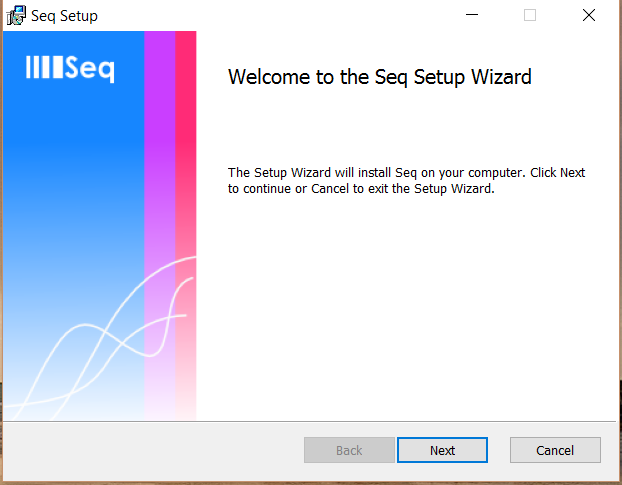 Seq Setup
Seq
Welcome to the Seq Setup Wizard
The Setup Wizard will install Seq on your computer. Click Next
to continue or Cancel to exit the Setup Wizard.
Back
Next
Cancel